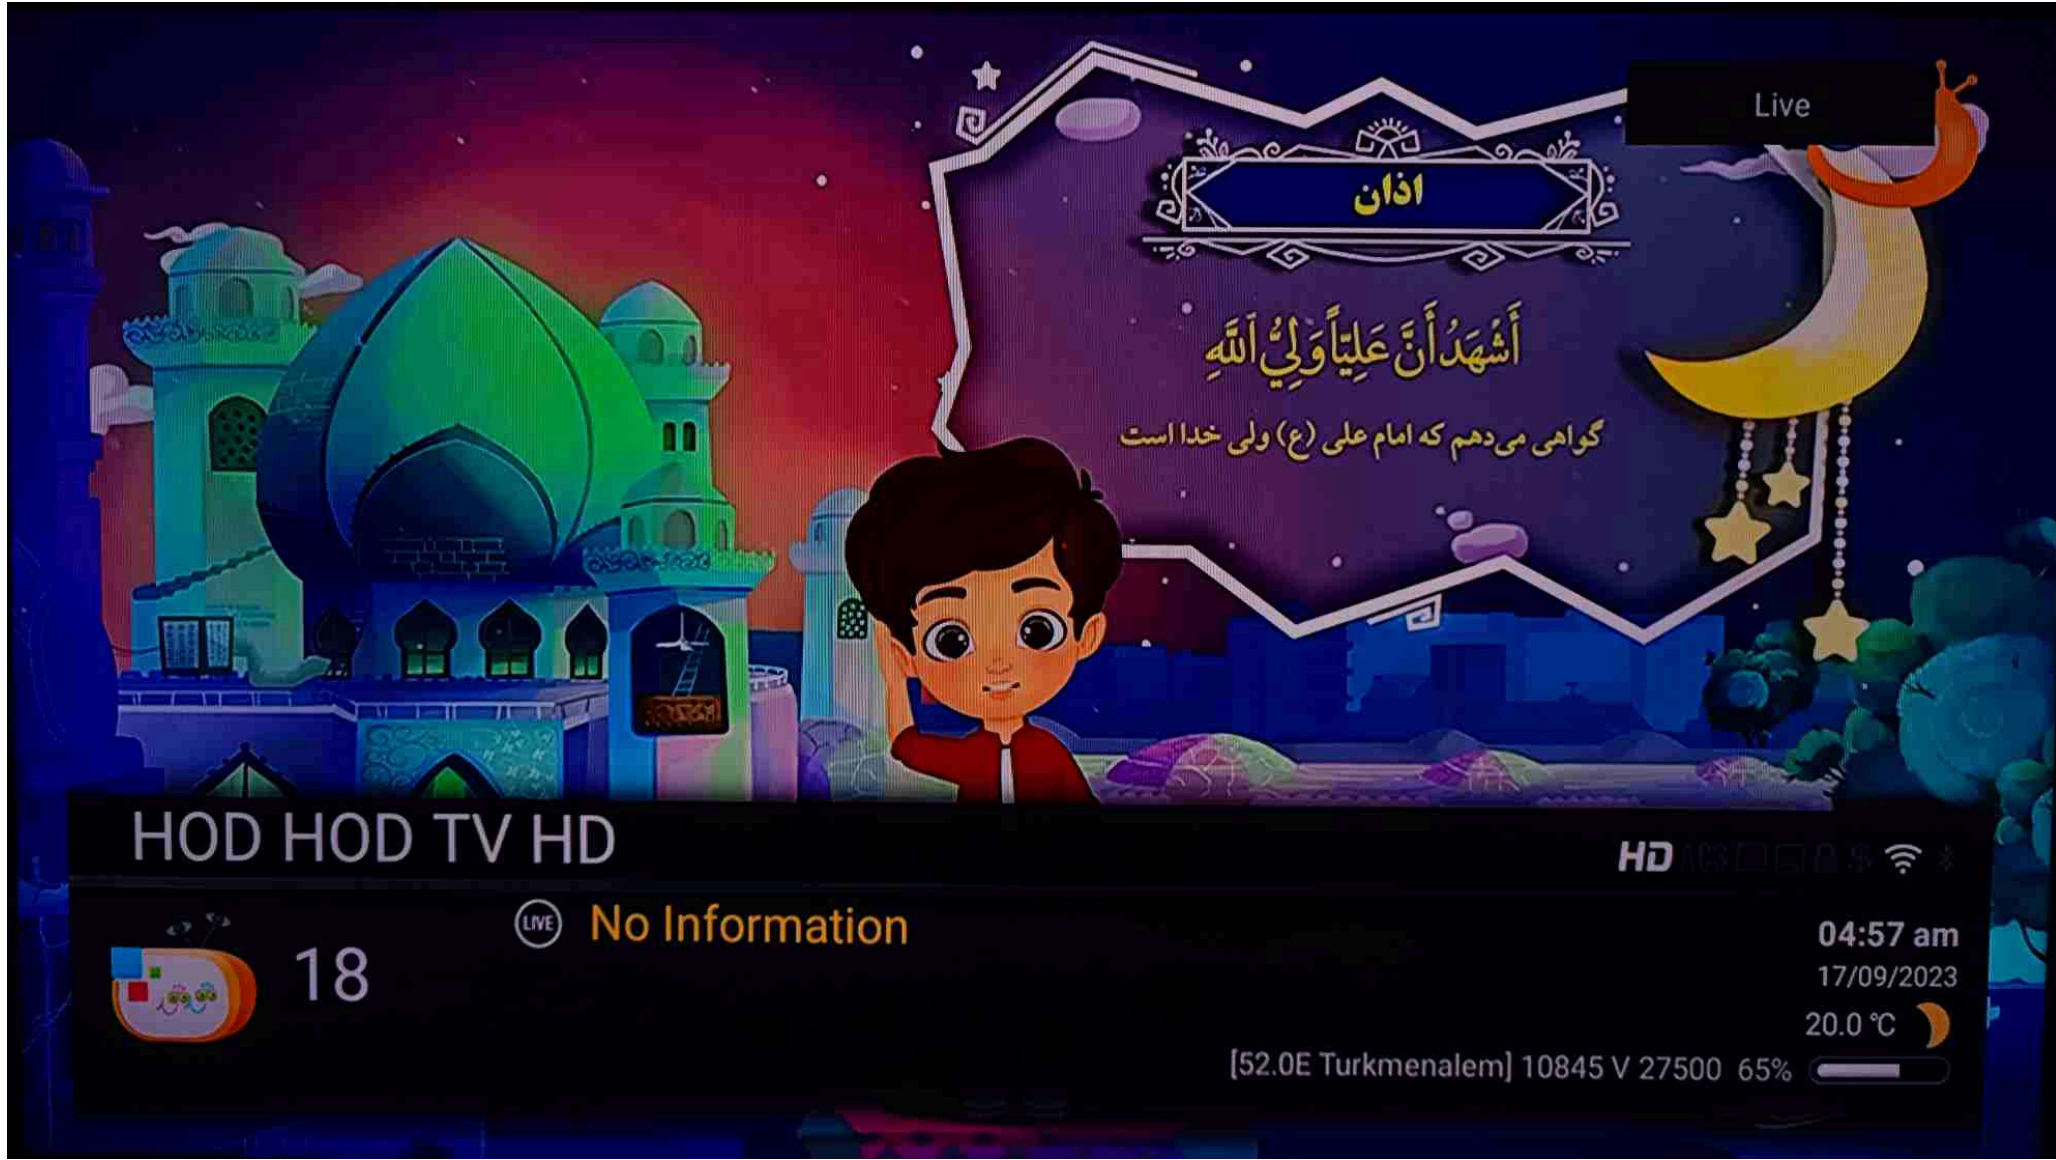 Live
اذان
أَشْهَدُ أَنَّ عَلِيّاً وَلِيُّ اَللَّهِ
گواهی می‌دهم که امام علی (ع) ولی خدا است
HOD HOD TV HD
HD
18
LIVE No Information
04:57 am
17/09/2023
20.0 °C
[52.0E Turkmenalem] 10845 V 27500 65%